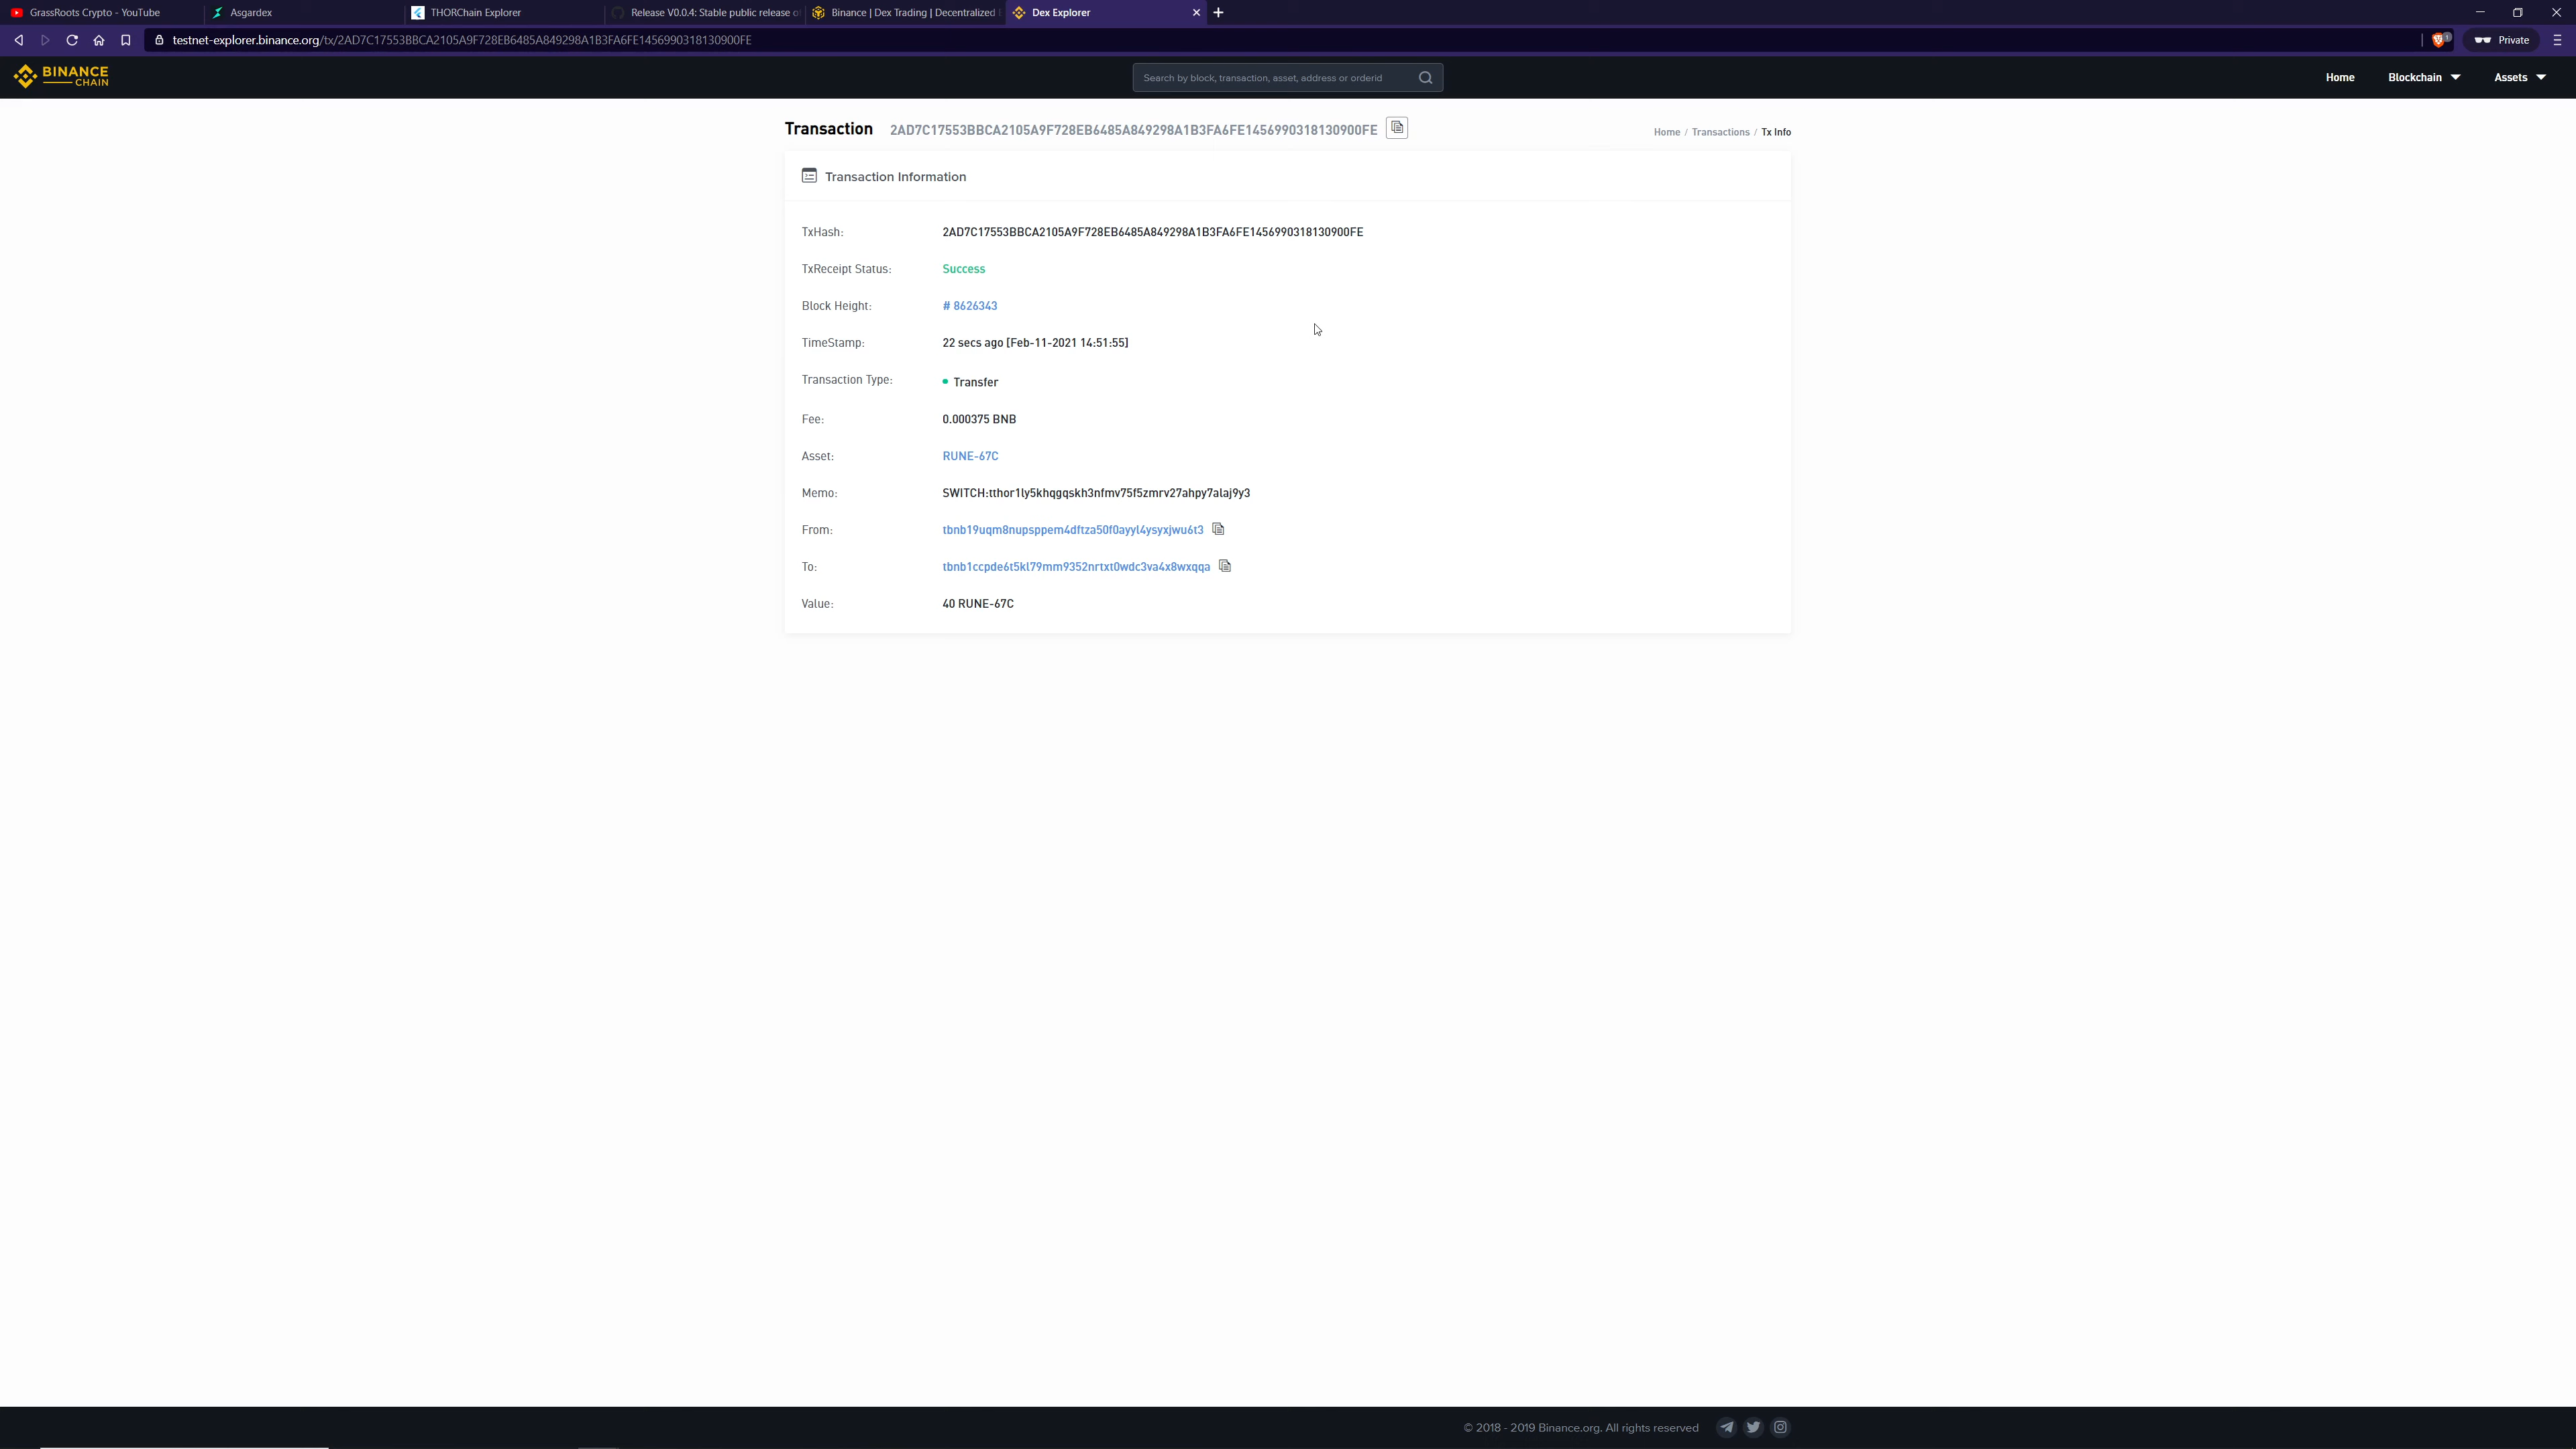 GrassRoots Crypto - YouTube
Asgardex
THORChain Explorer
Release V0.0.4: Stable public release o
Binance | Dex Trading | Decentralized E
Dex Explorer
testnet-explorer.binance.org/tx/2AD7C17553BBCA2105A9F728EB6485A849298A1B3FA6FE1456990318130900FE
1
Private
BINANCE
CHAIN
Search by block, transaction, asset, address or orderid
Home
Blockchain
Assets
Transaction 2AD7C17553BBCA2105A9F728EB6485A849298A1B3FA6FE1456990318130900FE
Home / Transactions / Tx Info
Transaction Information
TxHash: 2AD7C17553BBCA2105A9F728EB6485A849298A1B3FA6FE1456990318130900FE
TxReceipt Status: Success
Block Height: # 8626343
TimeStamp: 22 secs ago [Feb-11-2021 14:51:55]
Transaction Type: Transfer
Fee: 0.000375 BNB
Asset: RUNE-67C
Memo: SWITCH:tthor1ly5khqgqskh3nfmv75f5zmrv27ahpy7alaj9y3
From: tbnb19uqm8nupsppem4dftza50f0ayyl4ysyxjwu6t3
To: tbnb1ccpde6t5kl79mm9352nrtxt0wdc3va4x8wxqqa
Value: 40 RUNE-67C
© 2018 - 2019 Binance.org. All rights reserved